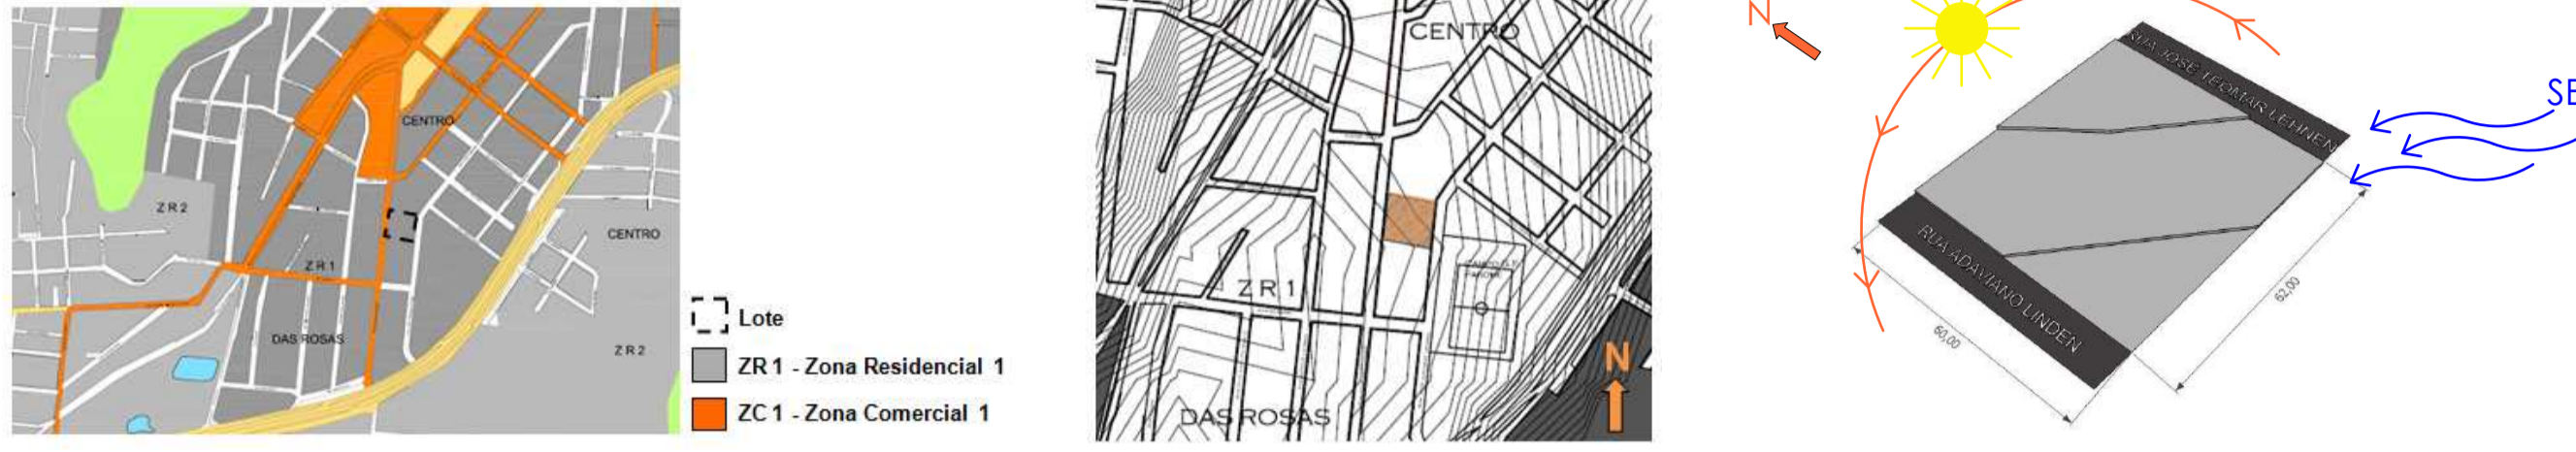 CENTRO
ZR 2
CENTRO
ZR 1
DAS ROSAS
ZR 2
Lote
ZR 1 - Zona Residencial 1
ZC 1 - Zona Comercial 1
CENTRO
ZR 1
DAS ROSAS
N
N
SE
RUA JOSÉ TEOMAR LEHNEN
RUA ADAVIANO LINDEN
60,00
62,00